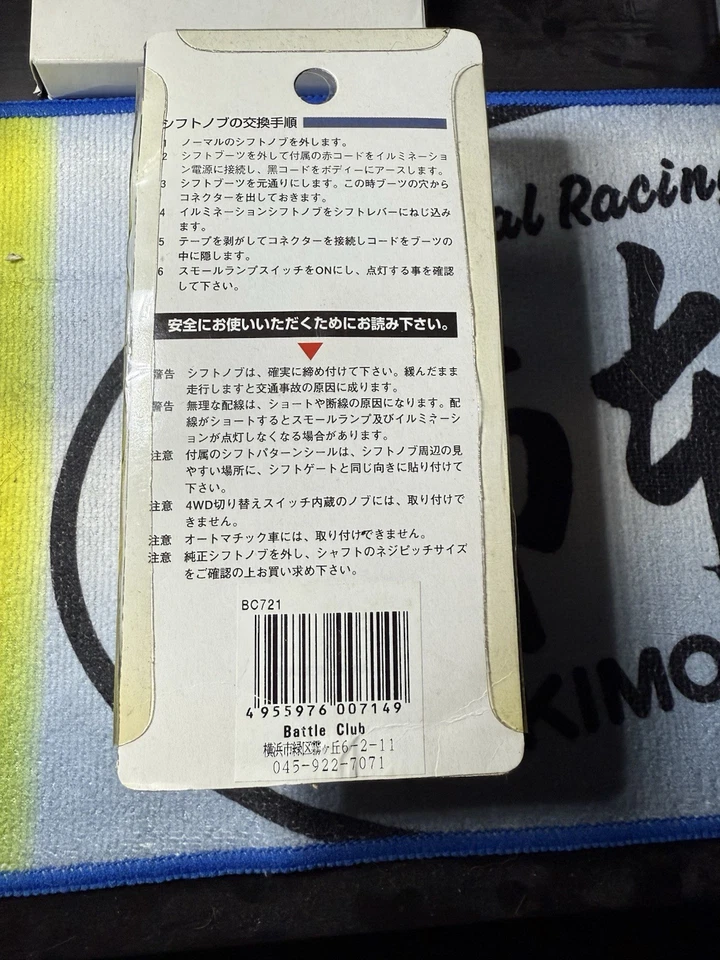 シフトノブの交換手順
1 ノーマルのシフトノブを外します。
2 シフトブーツを外して付属の赤コードをイルミネーショ
ン電源に接続し、黒コードをボディーにアースします。
3 シフトブーツを元通りにします。この時ブーツの穴から
コネクターを出しておきます。
4 イルミネーションシフトノブをシフトレバーにねじ込み
ます。
5 テープを剥がしてコネクターを接続しコードをブーツの
中に隠します。
6 スモールランプスイッチをONにし、点灯する事を確認
して下さい。
安全にお使いいただくためにお読み下さい。
警告 シフトノブは、確実に締め付けて下さい。緩んだまま
走行しますと交通事故の原因に成ります。
警告 無理な配線は、ショートや断線の原因になります。配
線がショートするとスモールランプ及びイルミネーシ
ョンが点灯しなくなる場合があります。
注意 付属のシフトパターンシールは、シフトノブ周辺の見
やすい場所に、シフトゲートと同じ向きに貼り付けて
下さい。
注意 4WD切り替えスイッチ内蔵のノブには、取り付けで
きません。
注意 オートマチック車には、取り付けできません。
注意 純正シフトノブを外し、シャフトのネジピッチサイズ
をご確認の上お買い求め下さい。
BC721
4 955976 007149
Battle Club
横浜市緑区霧ヶ丘6-2-11
045-922-7071
al Racing
KIMO